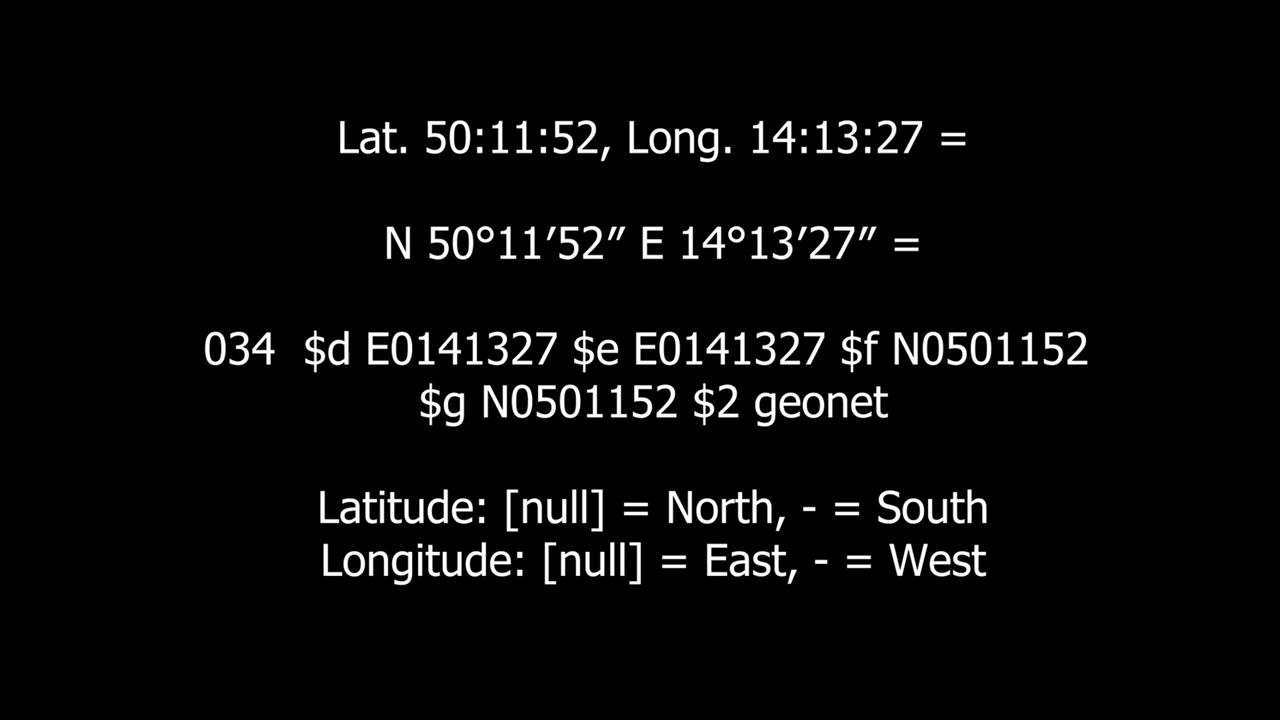 Lat. 50:11:52, Long. 14:13:27 =
N 50°11’52” E 14°13’27” =
034  $d E0141327 $e E0141327 $f N0501152
$g N0501152 $2 geonet
Latitude: [null] = North, - = South
Longitude: [null] = East, - = West